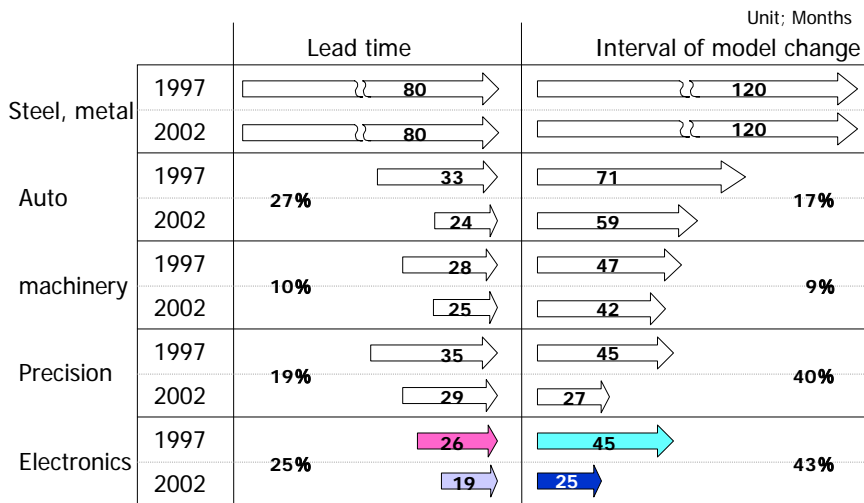 Unit; Months
Lead time Interval of model change
Steel, metal
1997 80 120
2002 80 120
Auto
1997 33 71
27% 17%
2002 24 59
machinery
1997 28 47
10% 9%
2002 25 42
Precision
1997 35 45
19% 40%
2002 29 27
Electronics
1997 26 45
25% 43%
2002 19 25